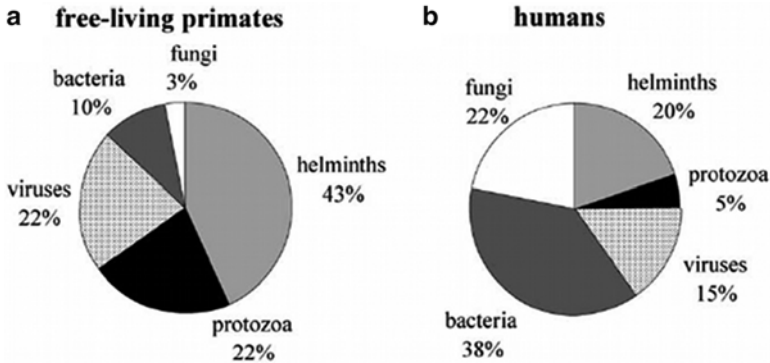 a free-living primates
fungi
3%
bacteria
10%
viruses
22%
helminths
43%
protozoa
22%
b humans
fungi
22%
helminths
20%
protozoa
5%
viruses
15%
bacteria
38%